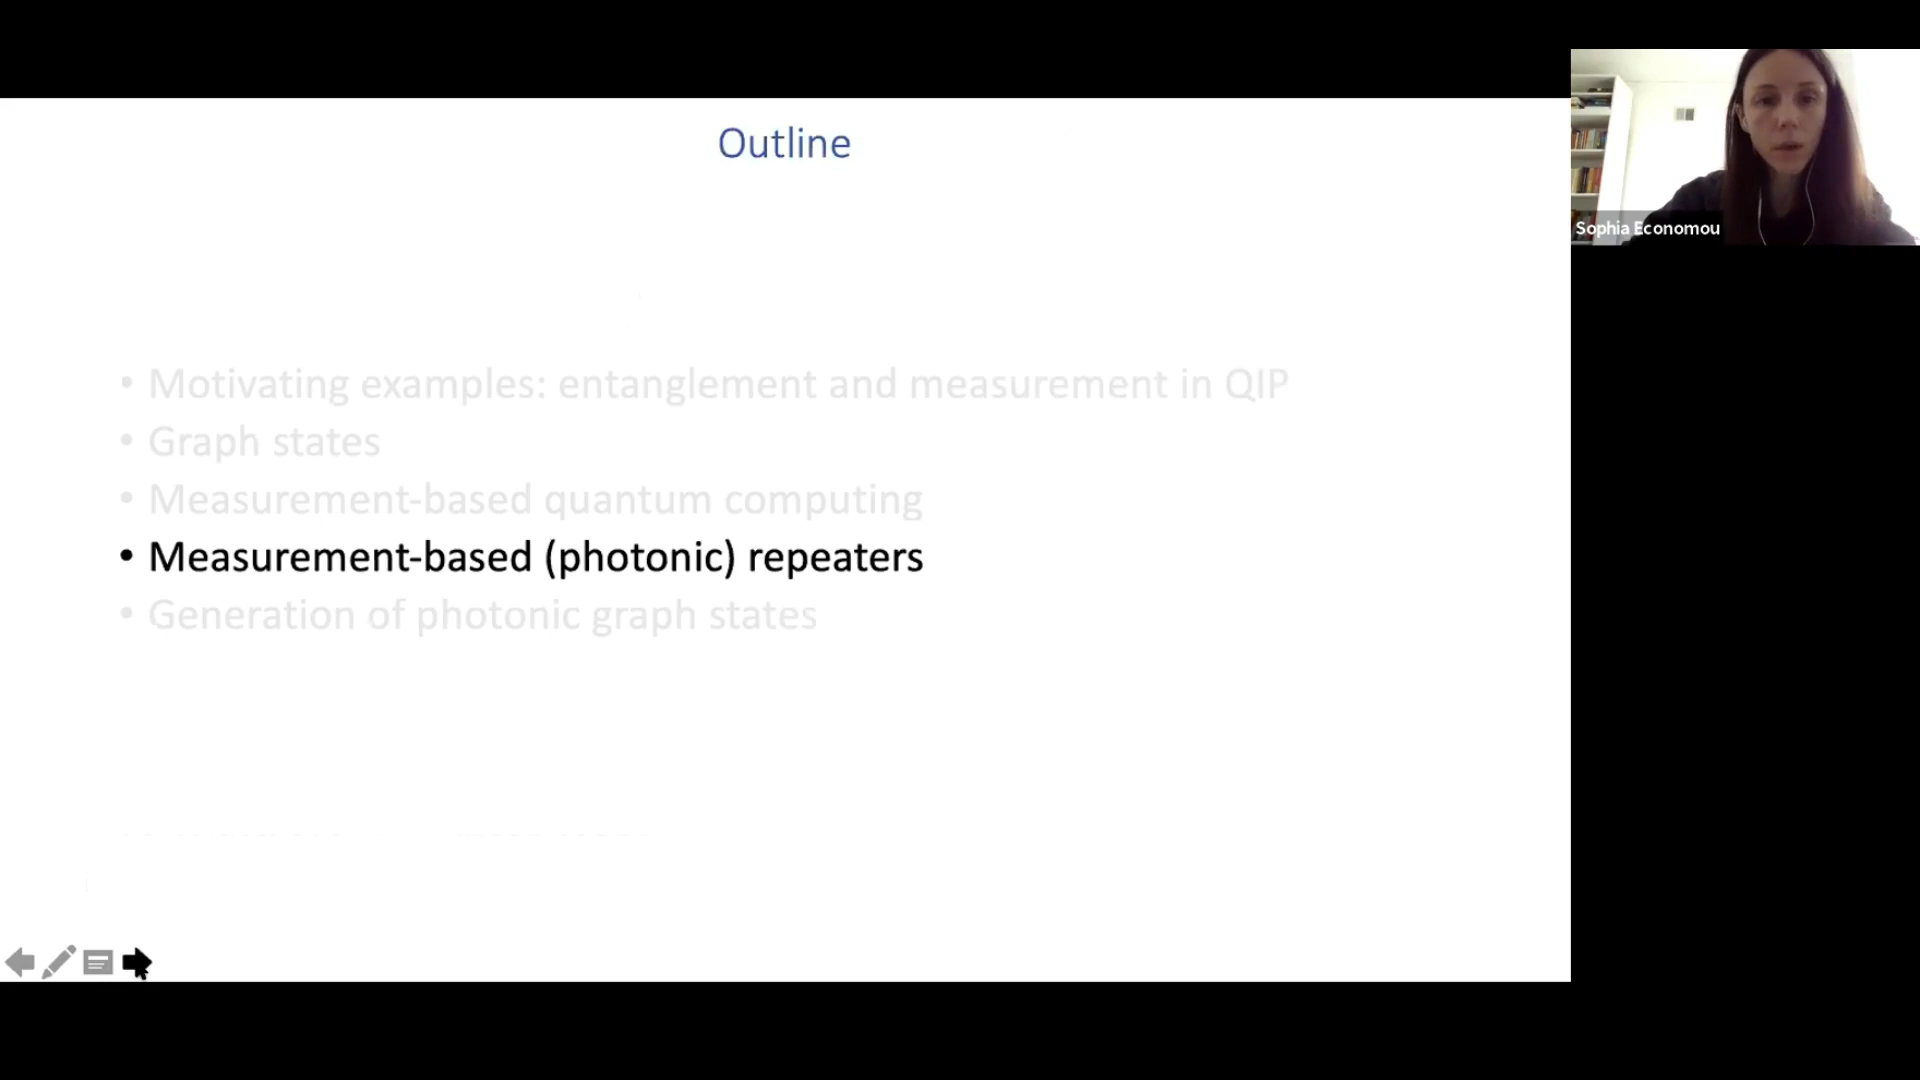 Outline
Sophia Economou
• Motivating examples: entanglement and measurement in QIP
• Graph states
• Measurement-based quantum computing
• Measurement-based (photonic) repeaters
• Generation of photonic graph states